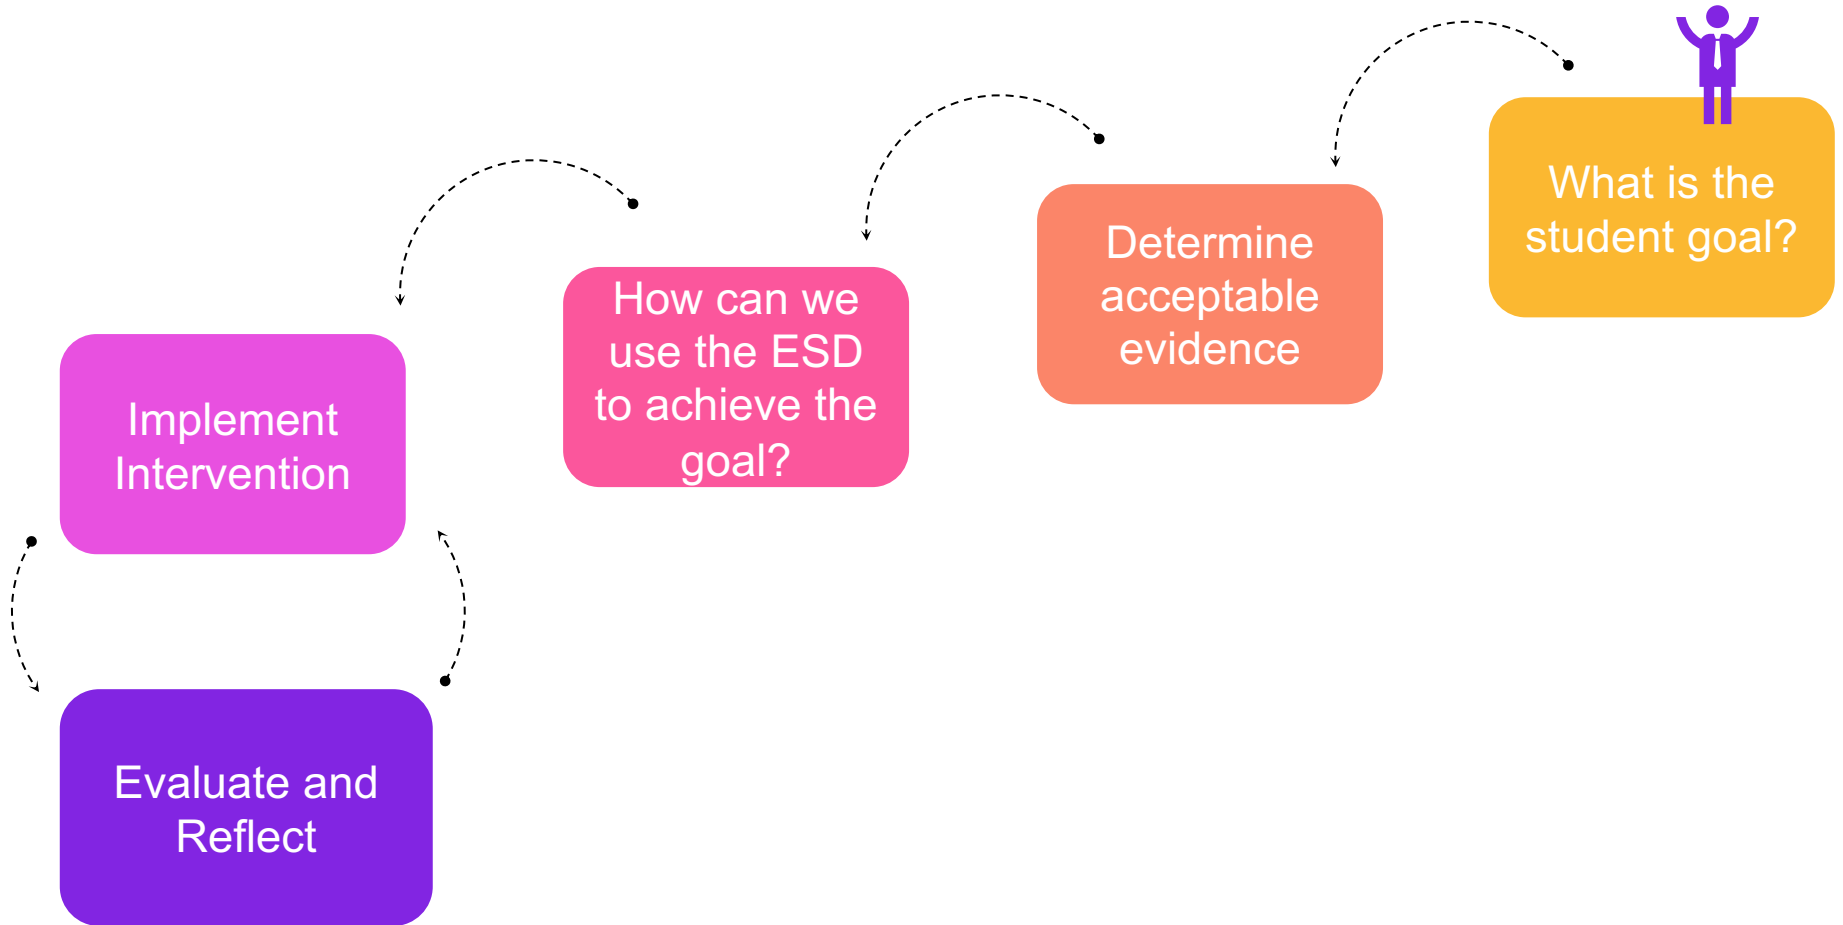 What is the
student goal?
Determine
acceptable
evidence
How can we
use the ESD
to achieve the
goal?
Implement
Intervention
Evaluate and
Reflect